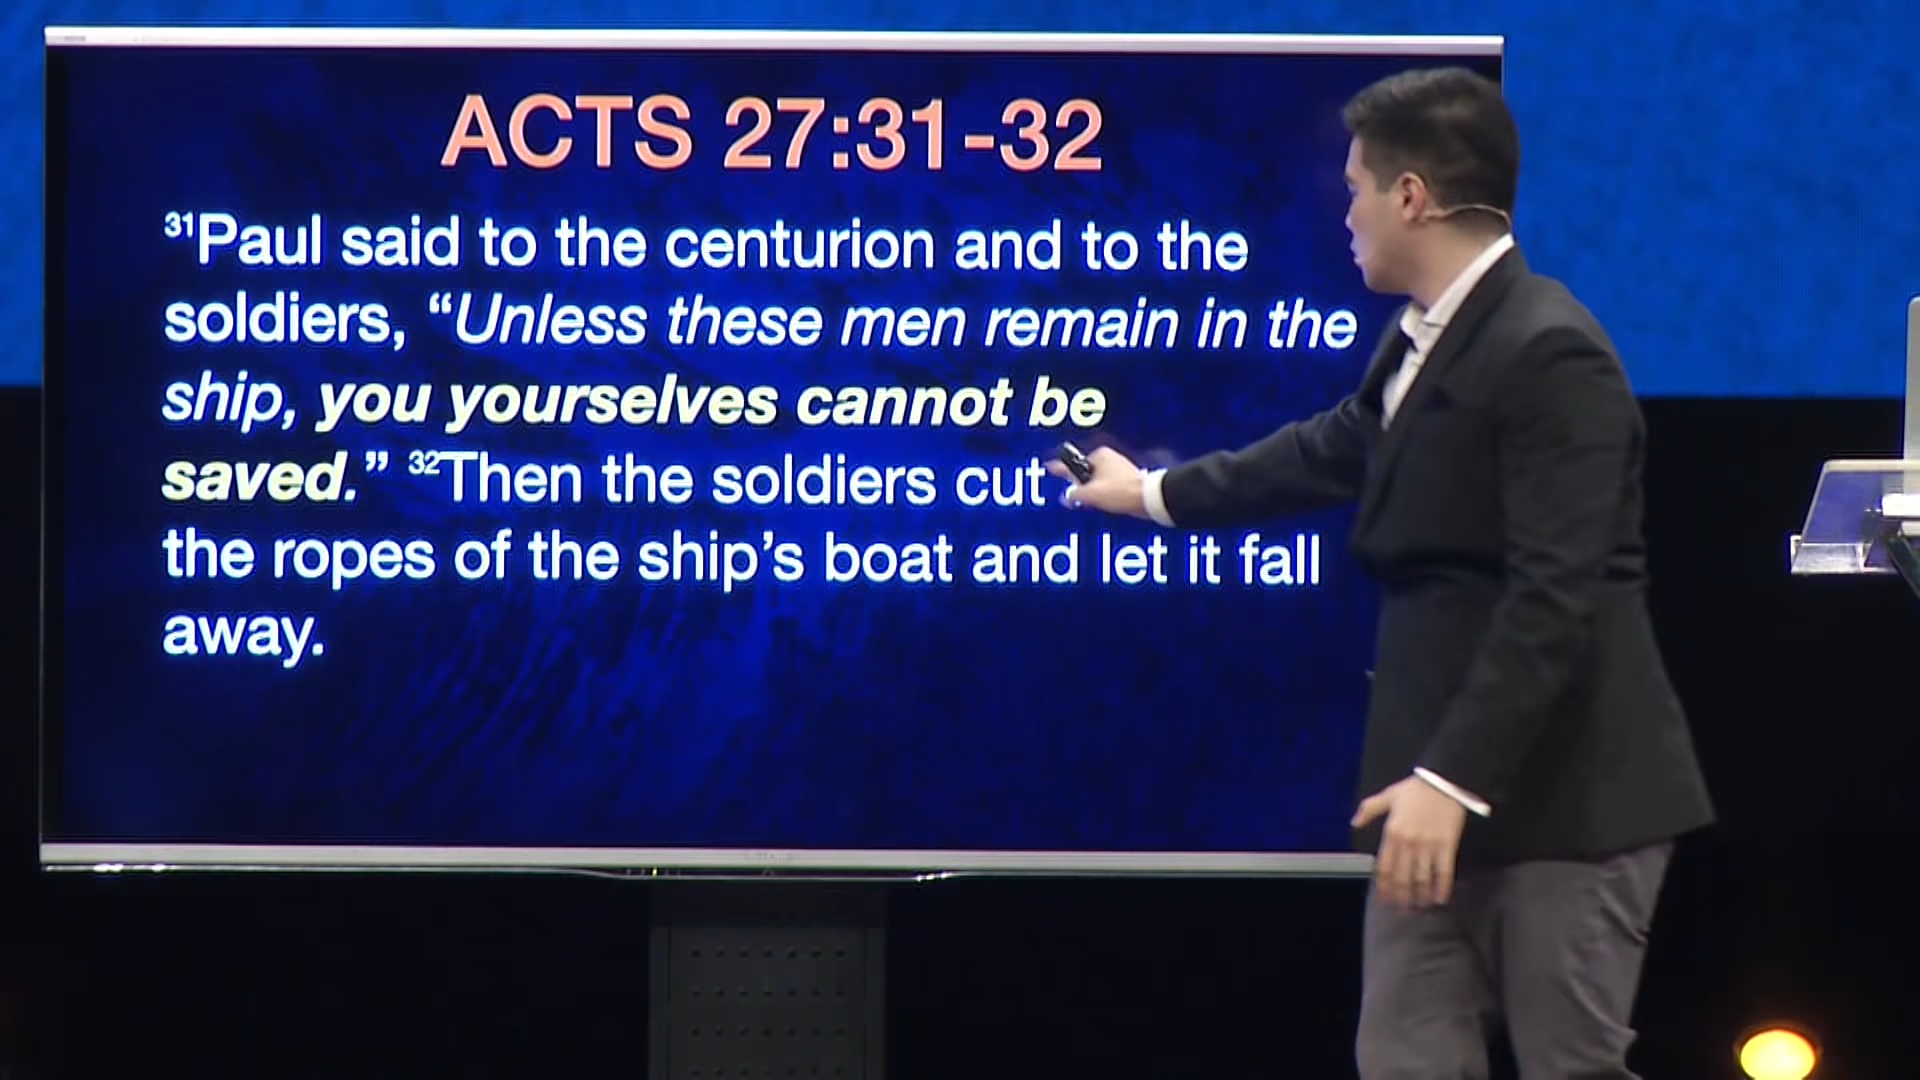 ACTS 27:31-32
³¹Paul said to the centurion and to the
soldiers, “Unless these men remain in the
ship, you yourselves cannot be
saved.” ³²Then the soldiers cut
the ropes of the ship’s boat and let it fall
away.